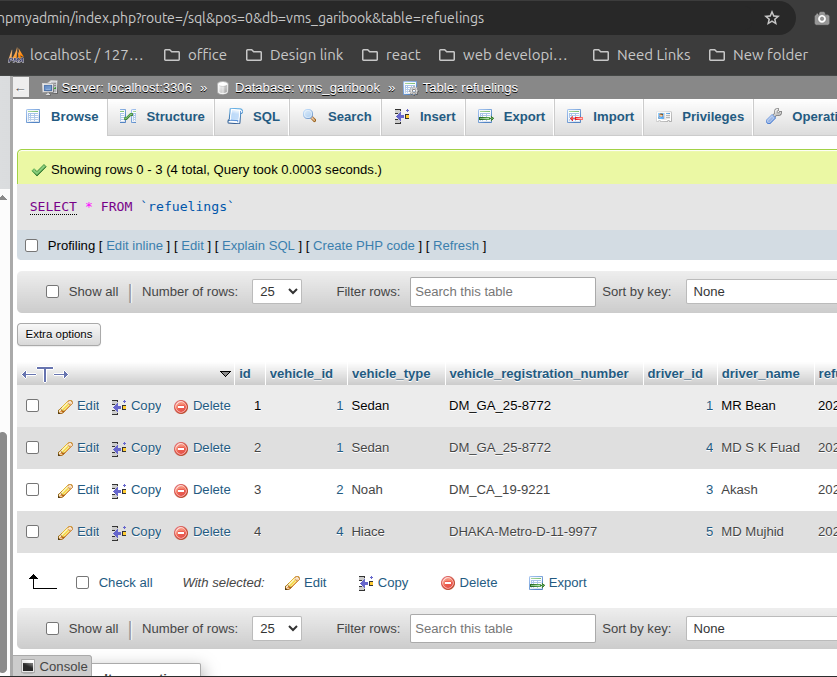 npmyadmin/index.php?route=/sql&pos=0&db=vms_garibook&table=refuelings
localhost / 127... office Design link react web developi... Need Links New folder
Server: localhost:3306 » Database: vms_garibook » Table: refuelings
Browse Structure SQL Search Insert Export Import Privileges Operati
Showing rows 0 - 3 (4 total, Query took 0.0003 seconds.)
SELECT * FROM `refuelings`
Profiling [ Edit inline ] [ Edit ] [ Explain SQL ] [ Create PHP code ] [ Refresh ]
Show all | Number of rows: 25 Filter rows: Search this table Sort by key: None
Extra options
id vehicle_id vehicle_type vehicle_registration_number driver_id driver_name refu
Edit Copy Delete 1 1 Sedan DM_GA_25-8772 1 MR Bean 202
Edit Copy Delete 2 1 Sedan DM_GA_25-8772 4 MD S K Fuad 202
Edit Copy Delete 3 2 Noah DM_CA_19-9221 3 Akash 202
Edit Copy Delete 4 4 Hiace DHAKA-Metro-D-11-9977 5 MD Mujhid 202
Check all With selected: Edit Copy Delete Export
Show all | Number of rows: 25 Filter rows: Search this table Sort by key: None
Console